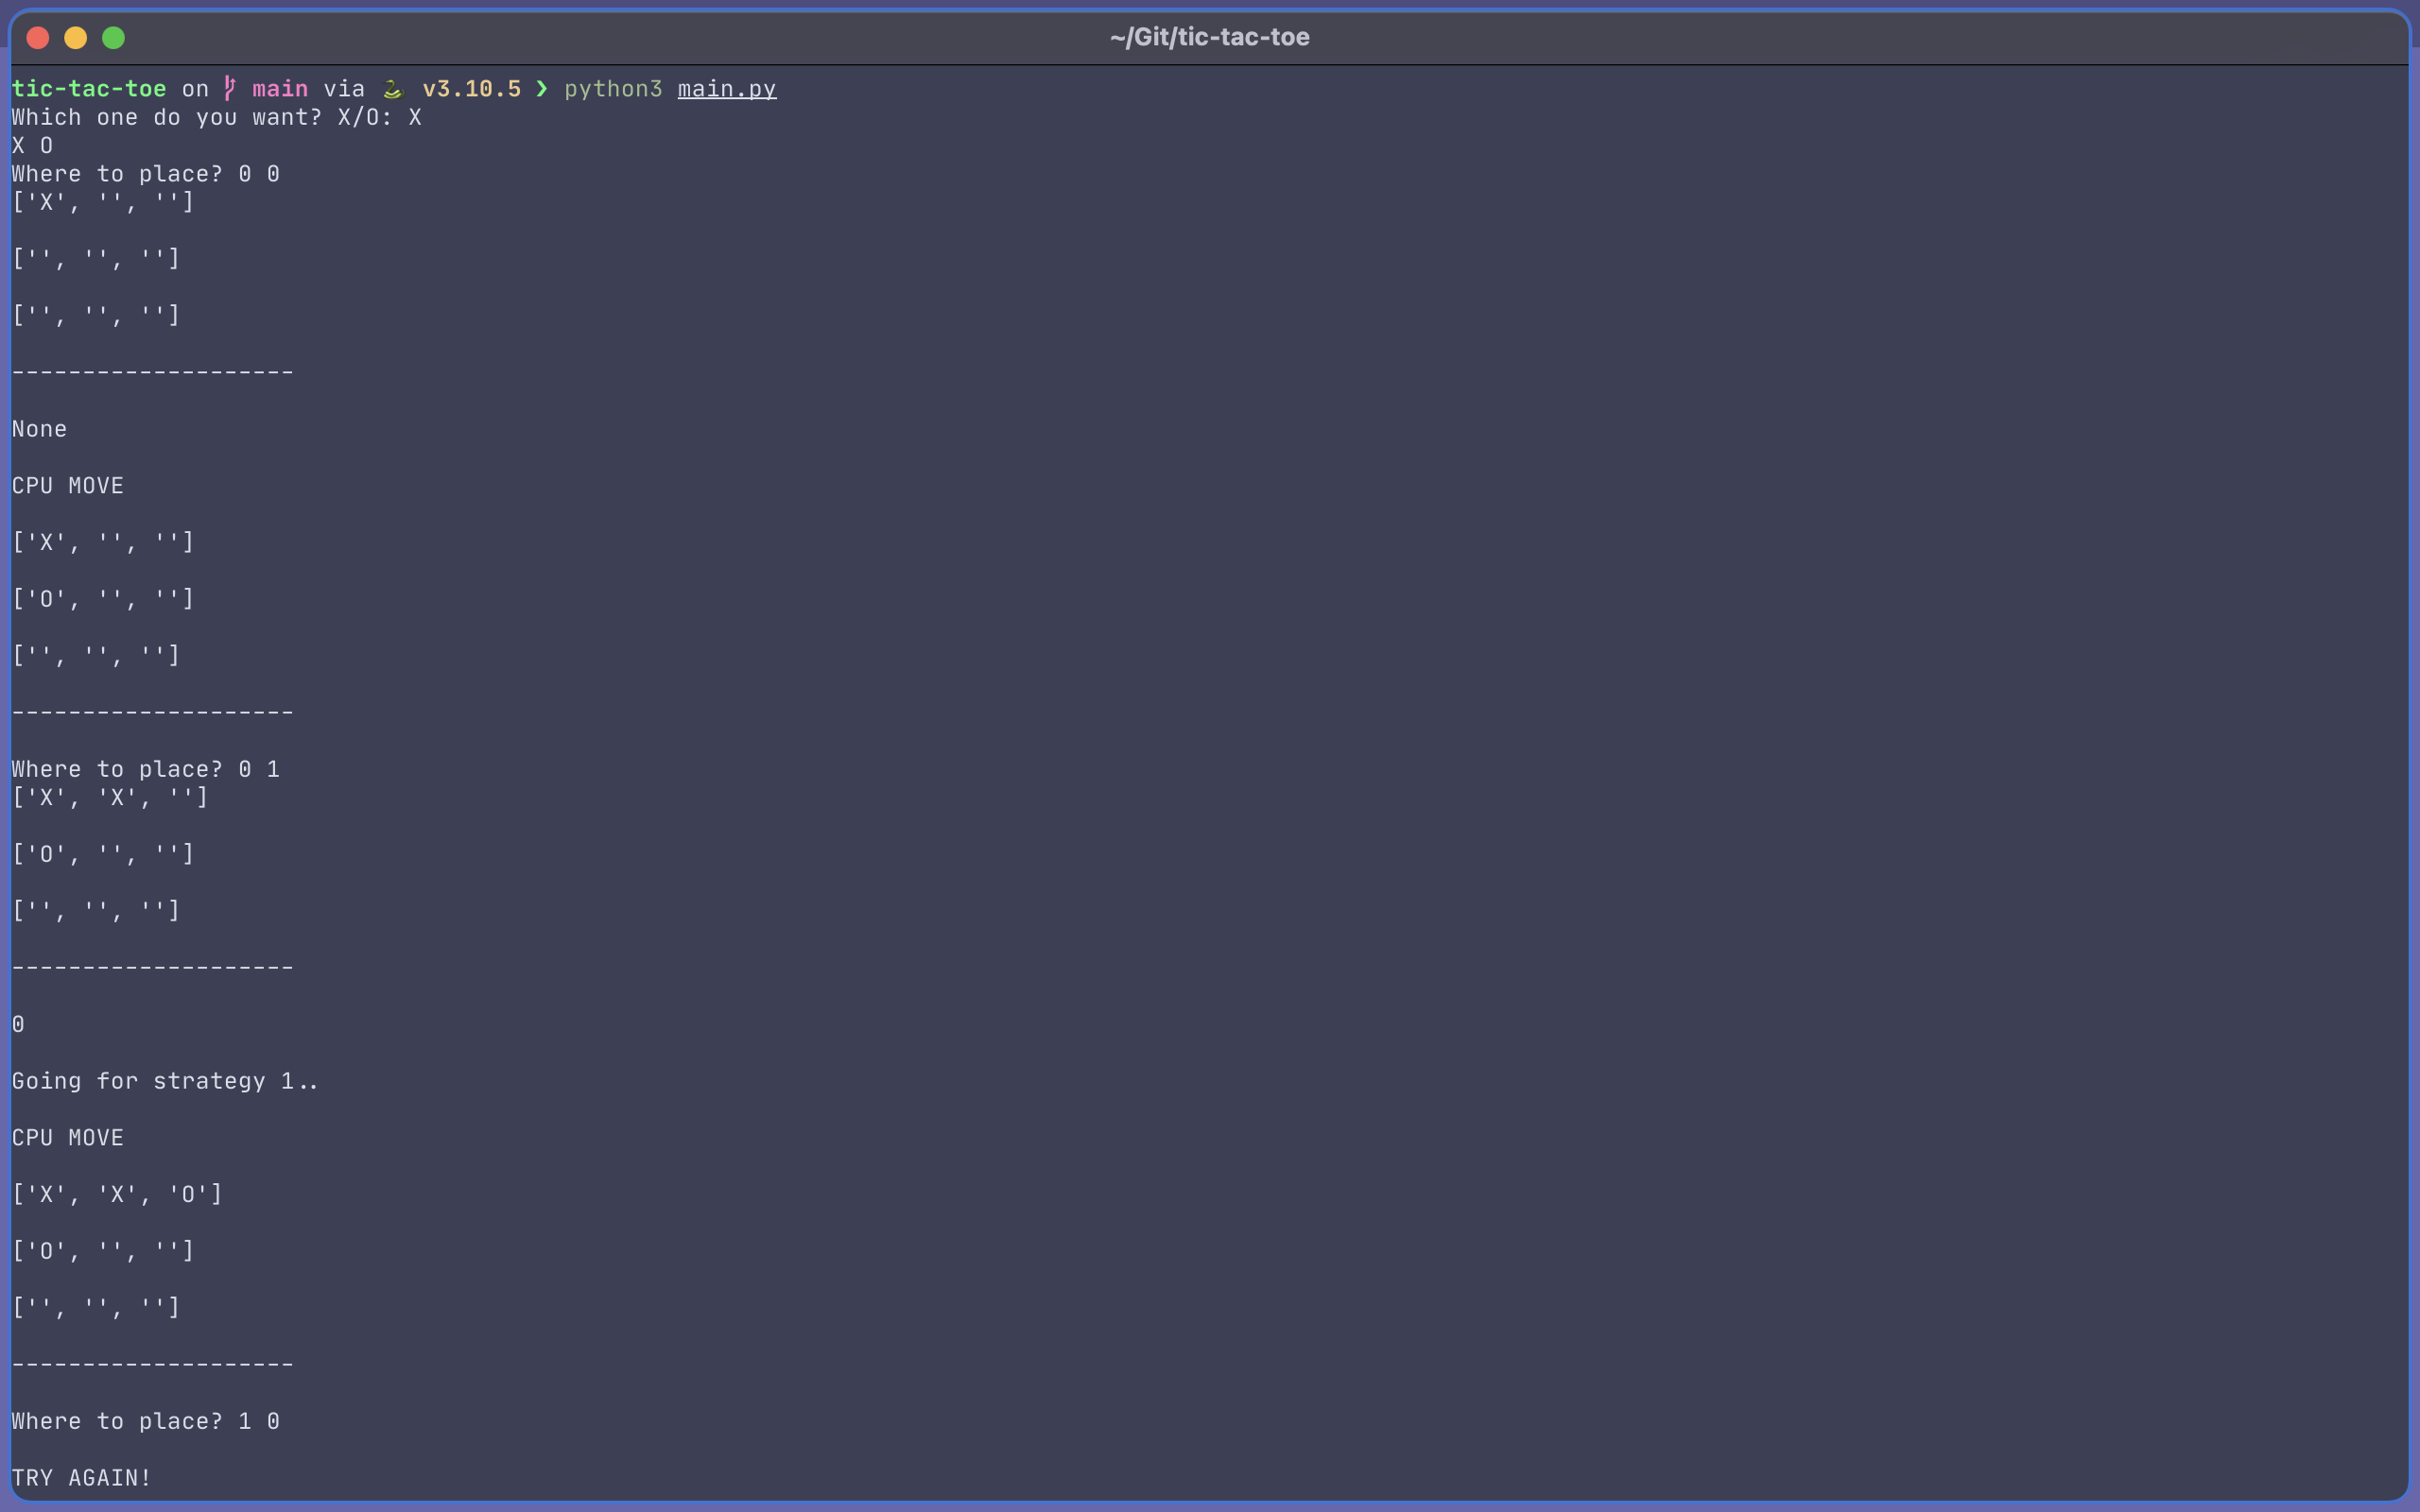 ~/Git/tic-tac-toe
tic-tac-toe on main via v3.10.5 ❯ python3 main.py
Which one do you want? X/O: X
X O
Where to place? 0 0
['X', '', '']
['', '', '']
['', '', '']
--------------------
None
CPU MOVE
['X', '', '']
['O', '', '']
['', '', '']
--------------------
Where to place? 0 1
['X', 'X', '']
['O', '', '']
['', '', '']
--------------------
0
Going for strategy 1..
CPU MOVE
['X', 'X', 'O']
['O', '', '']
['', '', '']
--------------------
Where to place? 1 0
TRY AGAIN!